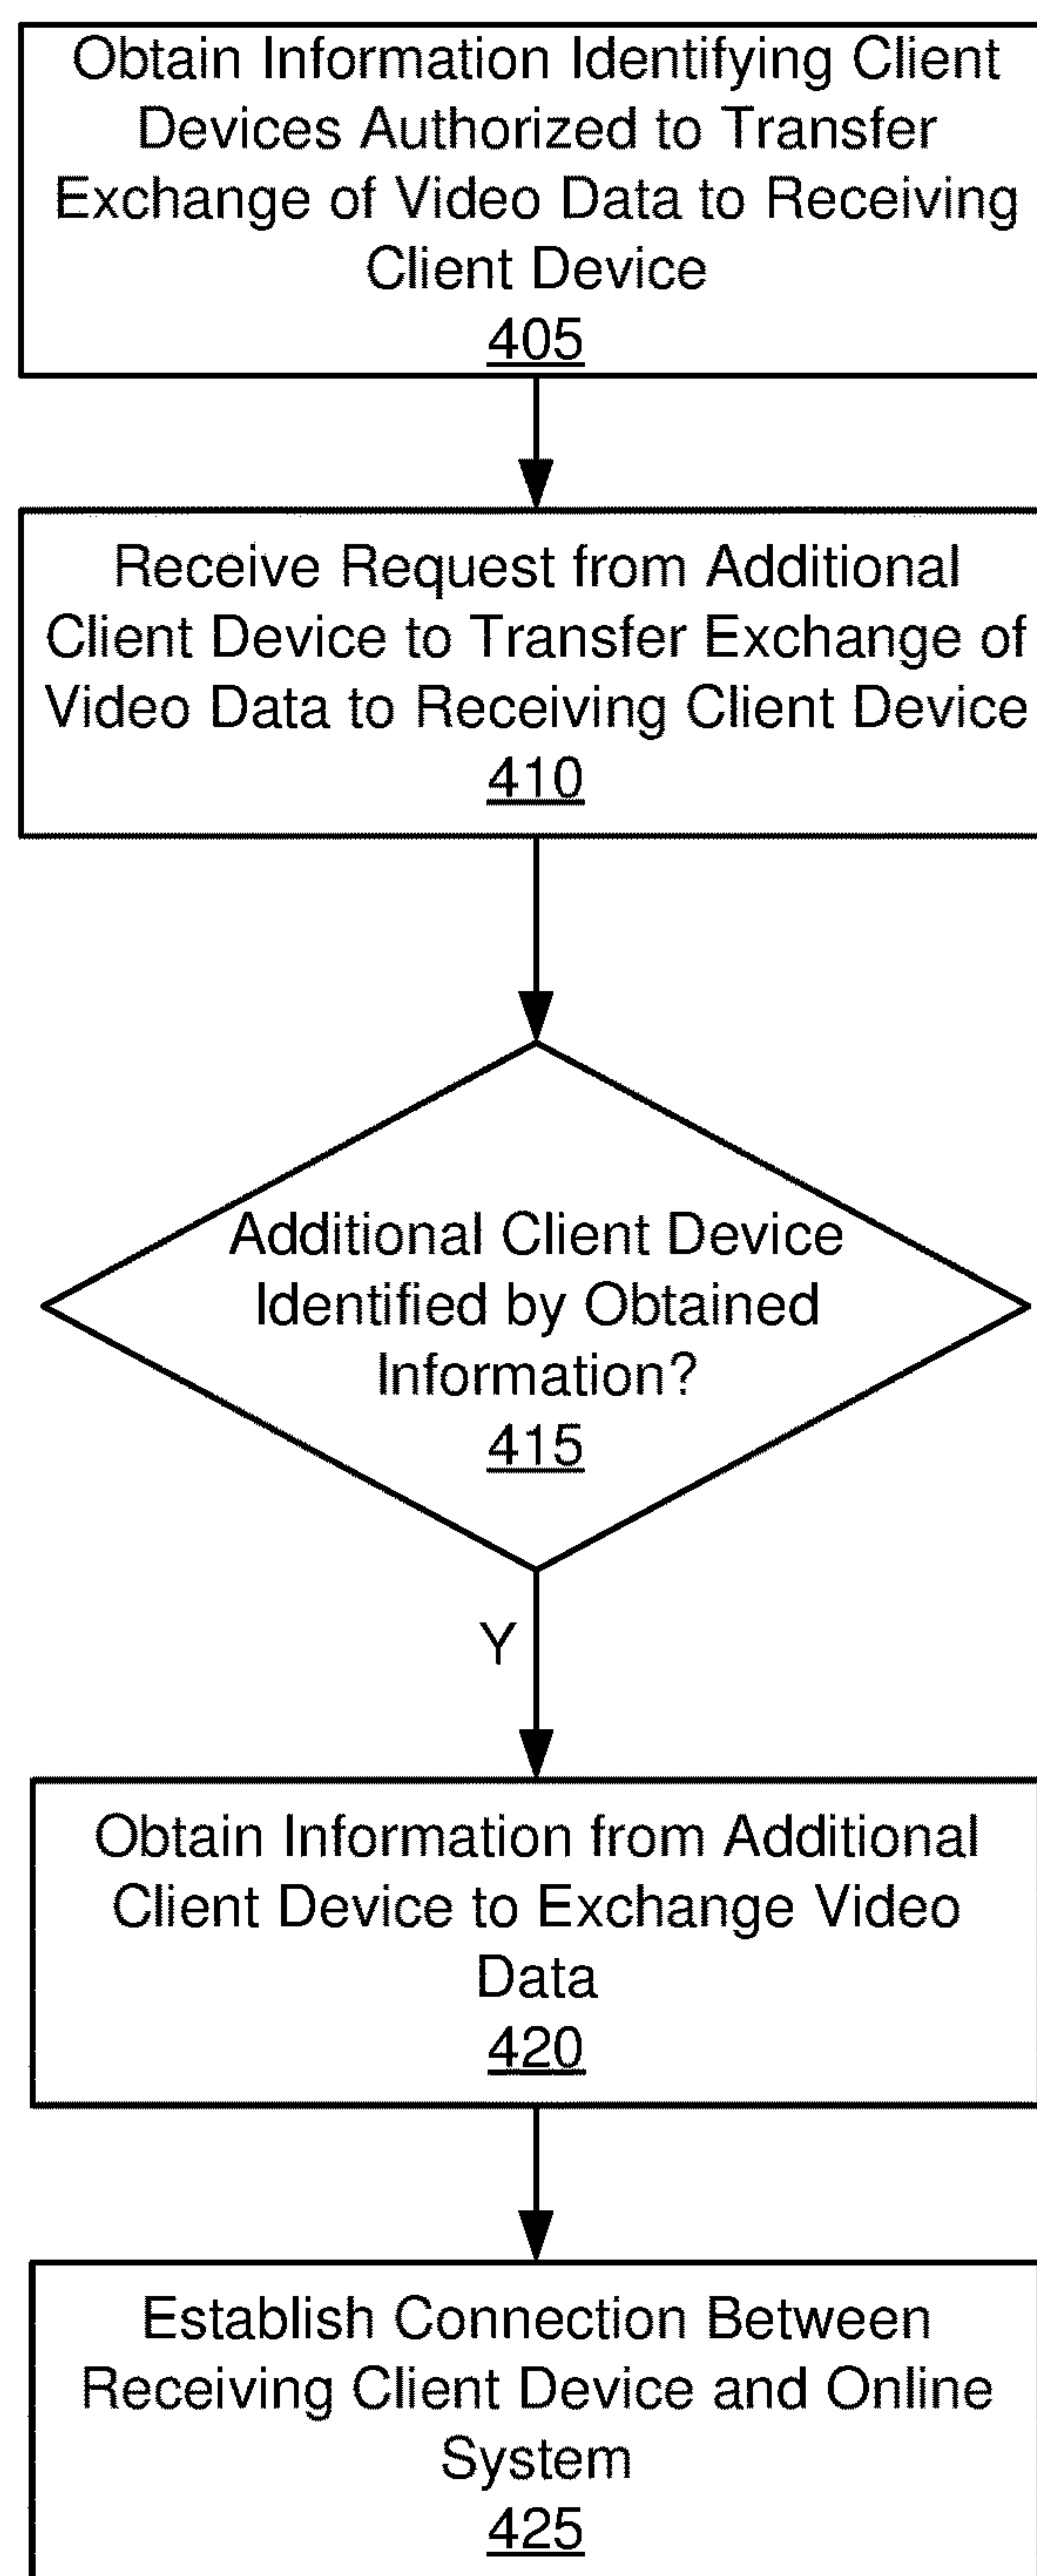 Obtain Information Identifying Client
Devices Authorized to Transfer
Exchange of Video Data to Receiving
Client Device
405
Receive Request from Additional
Client Device to Transfer Exchange of
Video Data to Receiving Client Device
410
Additional Client Device
Identified by Obtained
Information?
415
Y
Obtain Information from Additional
Client Device to Exchange Video
Data
420
Establish Connection Between
Receiving Client Device and Online
System
425